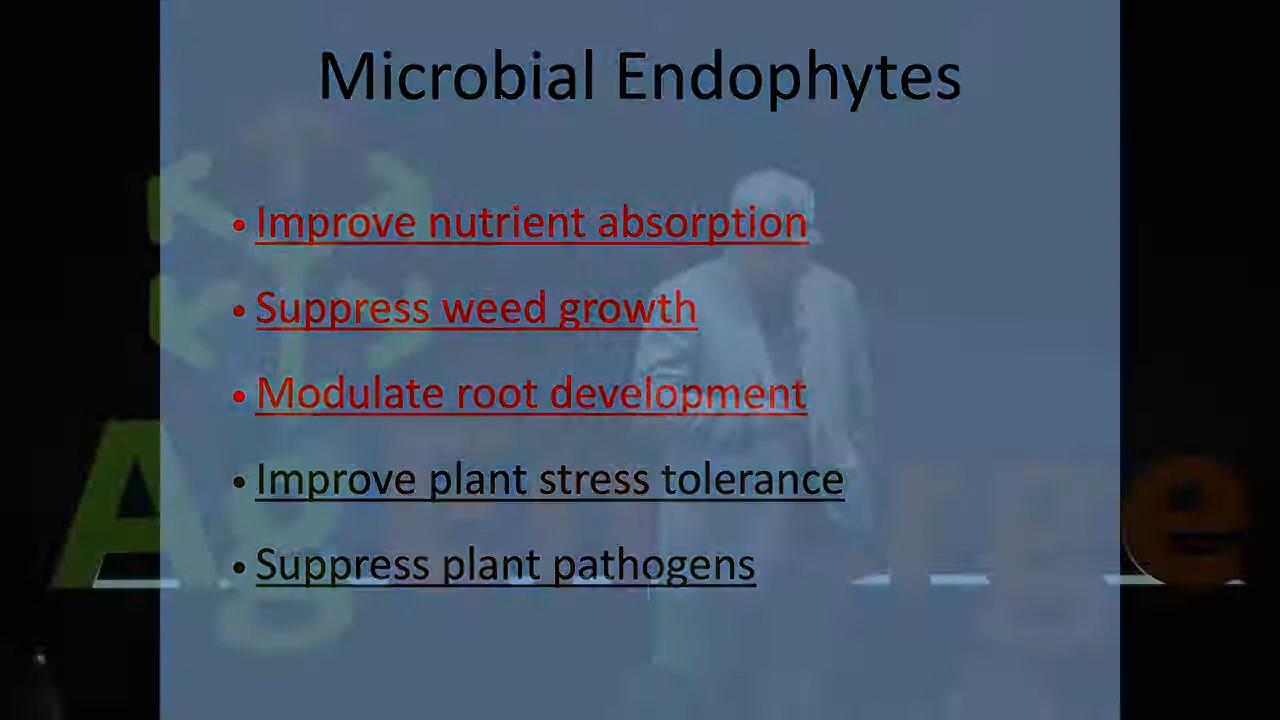 Microbial Endophytes
• Improve nutrient absorption
• Suppress weed growth
• Modulate root development
• Improve plant stress tolerance
• Suppress plant pathogens